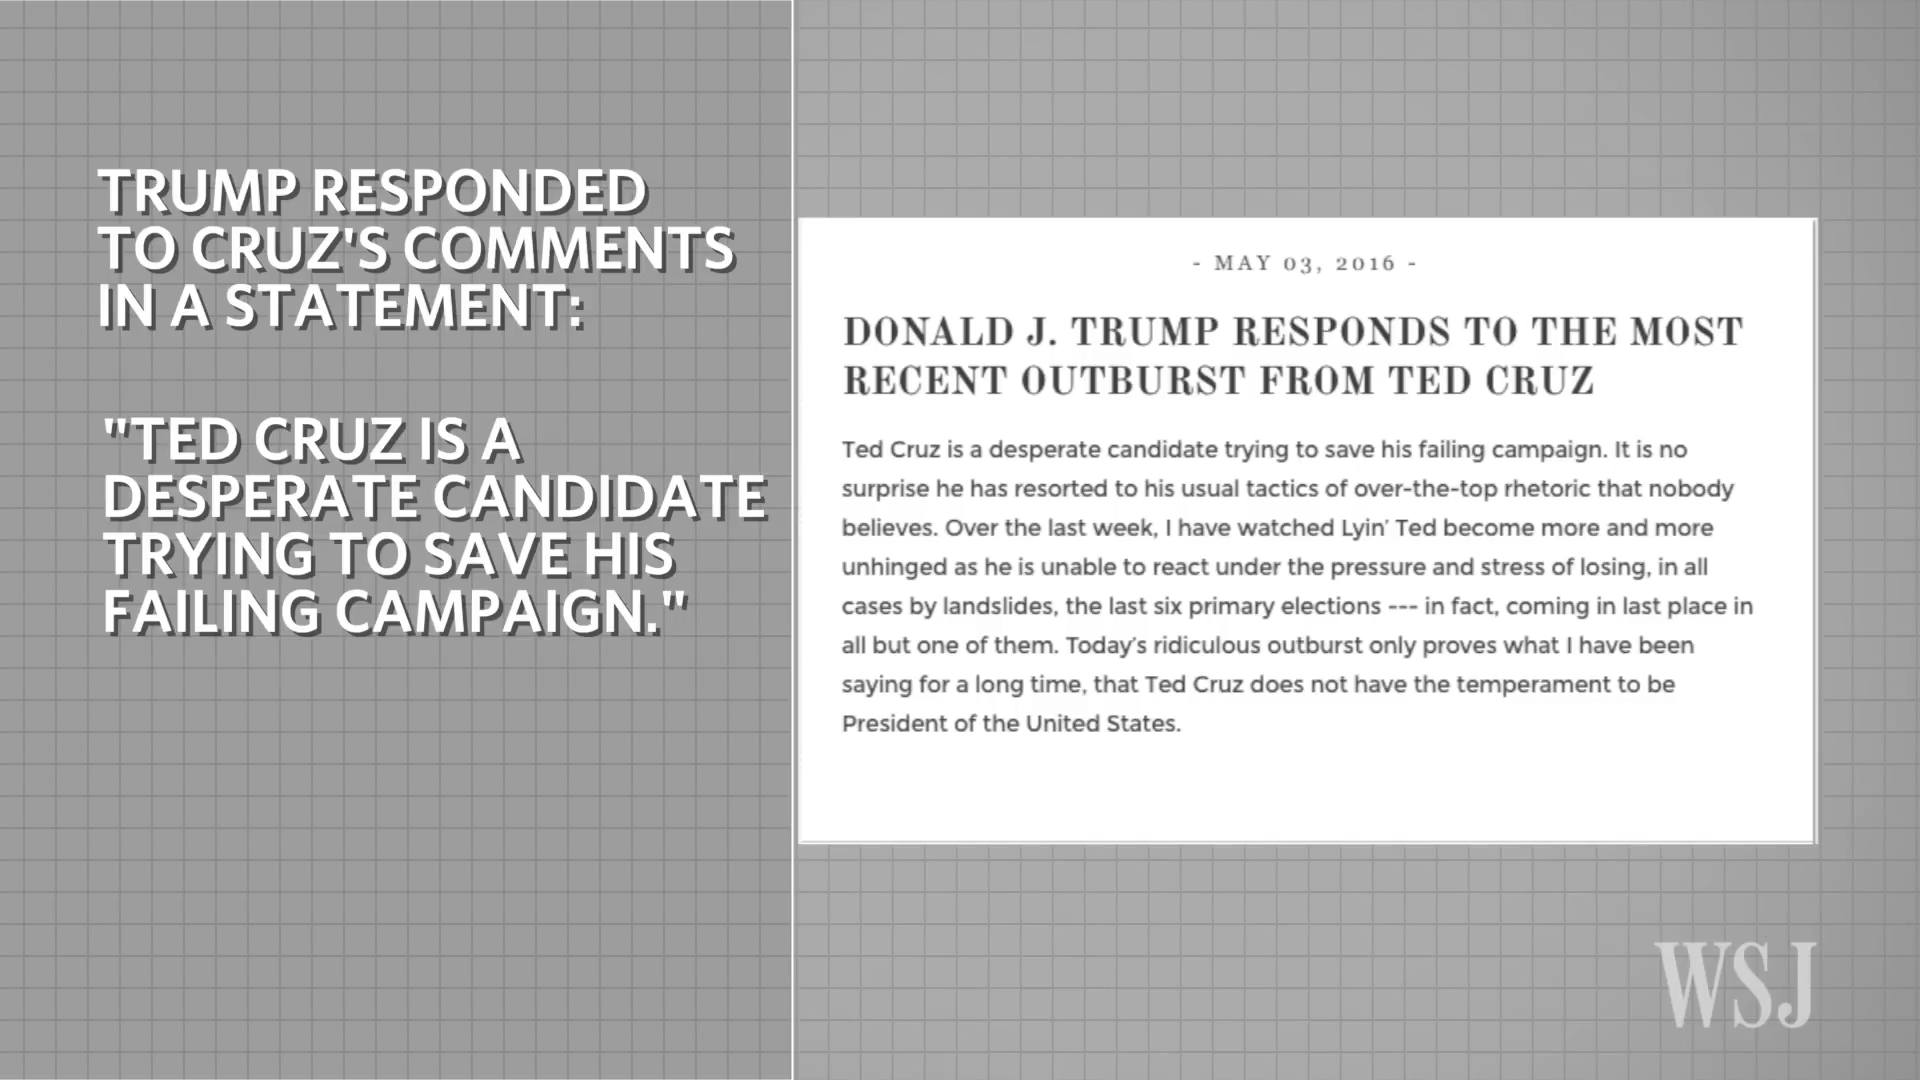 TRUMP RESPONDED
TO CRUZ'S COMMENTS
IN A STATEMENT:
"TED CRUZ IS A
DESPERATE CANDIDATE
TRYING TO SAVE HIS
FAILING CAMPAIGN."
- MAY 03, 2016 -
DONALD J. TRUMP RESPONDS TO THE MOST
RECENT OUTBURST FROM TED CRUZ
Ted Cruz is a desperate candidate trying to save his failing campaign. It is no
surprise he has resorted to his usual tactics of over-the-top rhetoric that nobody
believes. Over the last week, I have watched Lyin’ Ted become more and more
unhinged as he is unable to react under the pressure and stress of losing, in all
cases by landslides, the last six primary elections --- in fact, coming in last place in
all but one of them. Today’s ridiculous outburst only proves what I have been
saying for a long time, that Ted Cruz does not have the temperament to be
President of the United States.
WSJ